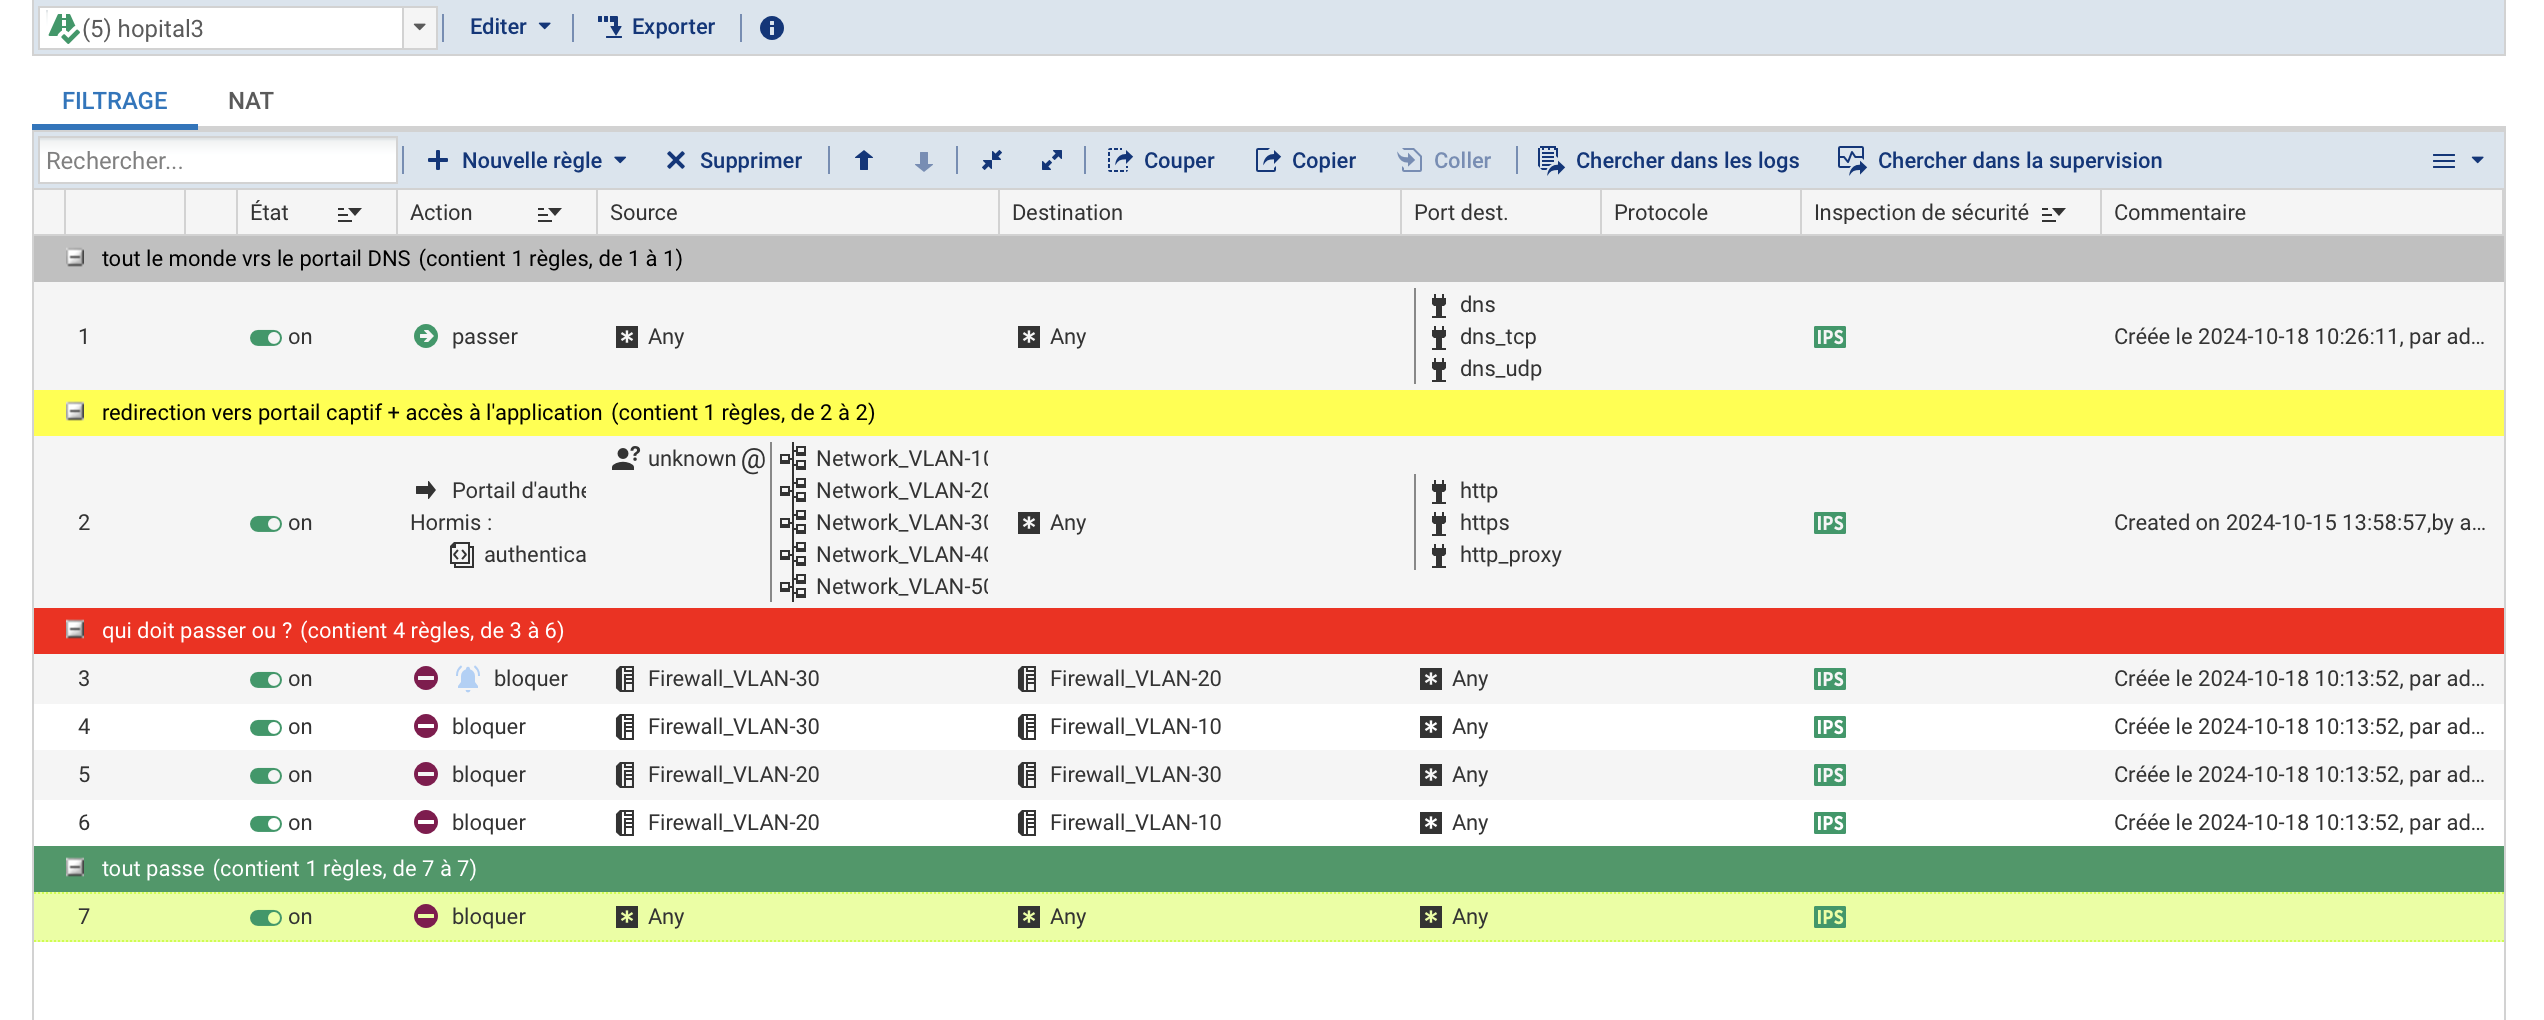 (5) hopital3 Editer Exporter
FILTRAGE NAT
Rechercher... Nouvelle règle Supprimer Couper Copier Coller Chercher dans les logs Chercher dans la supervision
État Action Source Destination Port dest. Protocole Inspection de sécurité Commentaire
tout le monde vrs le portail DNS (contient 1 règles, de 1 à 1)
dns
1 on passer Any Any dns_tcp IPS Créée le 2024-10-18 10:26:11, par ad...
dns_udp
redirection vers portail captif + accès à l'application (contient 1 règles, de 2 à 2)
unknown @ Network_VLAN-10
Portail d'authe Network_VLAN-20 http
2 on Hormis : Network_VLAN-30 Any https IPS Created on 2024-10-15 13:58:57,by a...
authentica Network_VLAN-40 http_proxy
Network_VLAN-50
qui doit passer ou ? (contient 4 règles, de 3 à 6)
3 on bloquer Firewall_VLAN-30 Firewall_VLAN-20 Any IPS Créée le 2024-10-18 10:13:52, par ad...
4 on bloquer Firewall_VLAN-30 Firewall_VLAN-10 Any IPS Créée le 2024-10-18 10:13:52, par ad...
5 on bloquer Firewall_VLAN-20 Firewall_VLAN-30 Any IPS Créée le 2024-10-18 10:13:52, par ad...
6 on bloquer Firewall_VLAN-20 Firewall_VLAN-10 Any IPS Créée le 2024-10-18 10:13:52, par ad...
tout passe (contient 1 règles, de 7 à 7)
7 on bloquer Any Any Any IPS